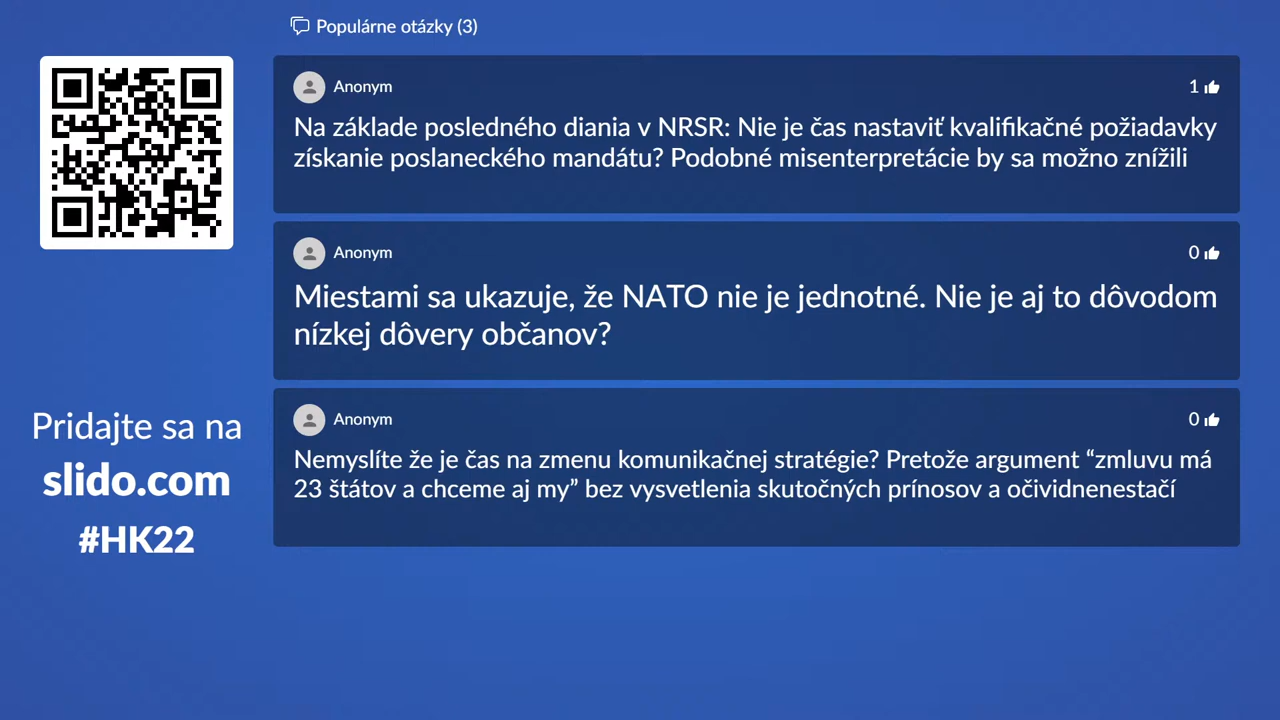 Populárne otázky (3)
Anonym
1
Na základe posledného diania v NRSR: Nie je čas nastaviť kvalifikačné požiadavky
získanie poslaneckého mandátu? Podobné misenterpretácie by sa možno znížili
Anonym
0
Miestami sa ukazuje, že NATO nie je jednotné. Nie je aj to dôvodom
nízkej dôvery občanov?
Anonym
0
Nemyslíte že je čas na zmenu komunikačnej stratégie? Pretože argument “zmluvu má
23 štátov a chceme aj my” bez vysvetlenia skutočných prínosov a očividnenestačí
Pridajte sa na
slido.com
#HK22